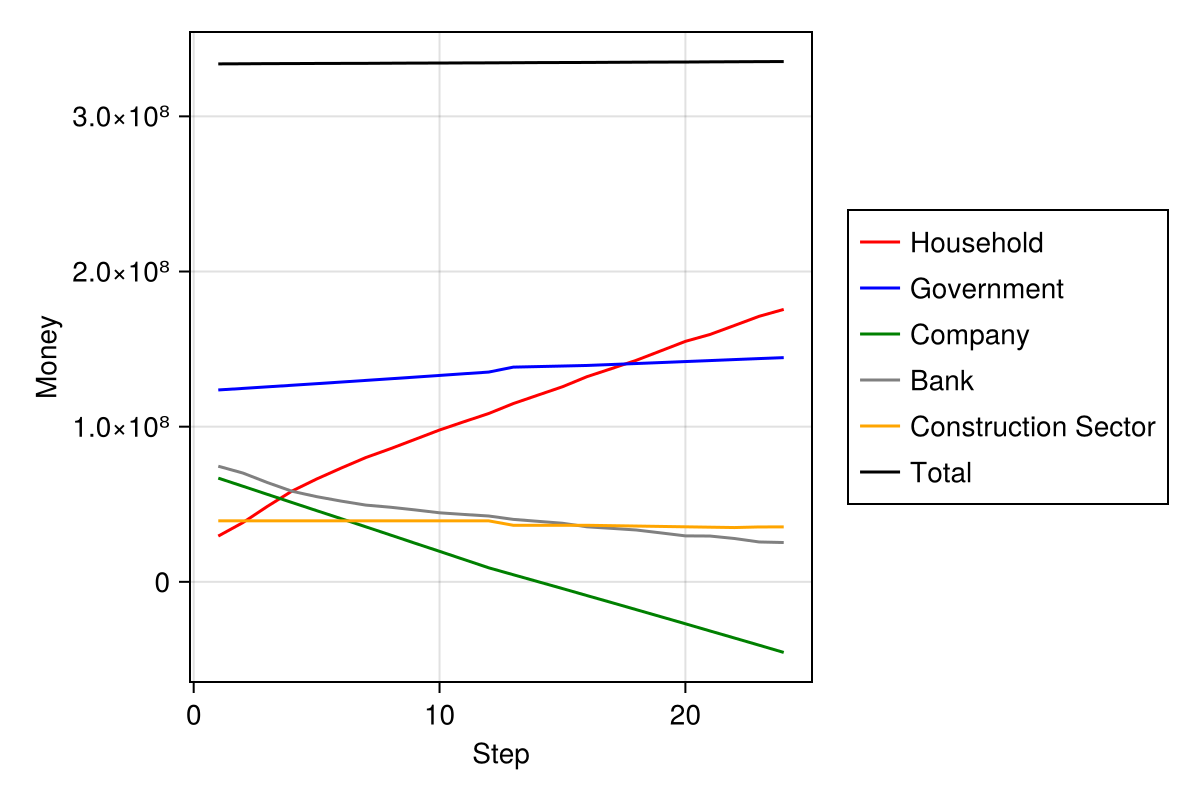 3.0×10⁸
2.0×10⁸
1.0×10⁸
0
Money
0
10
20
Step
Household
Government
Company
Bank
Construction Sector
Total